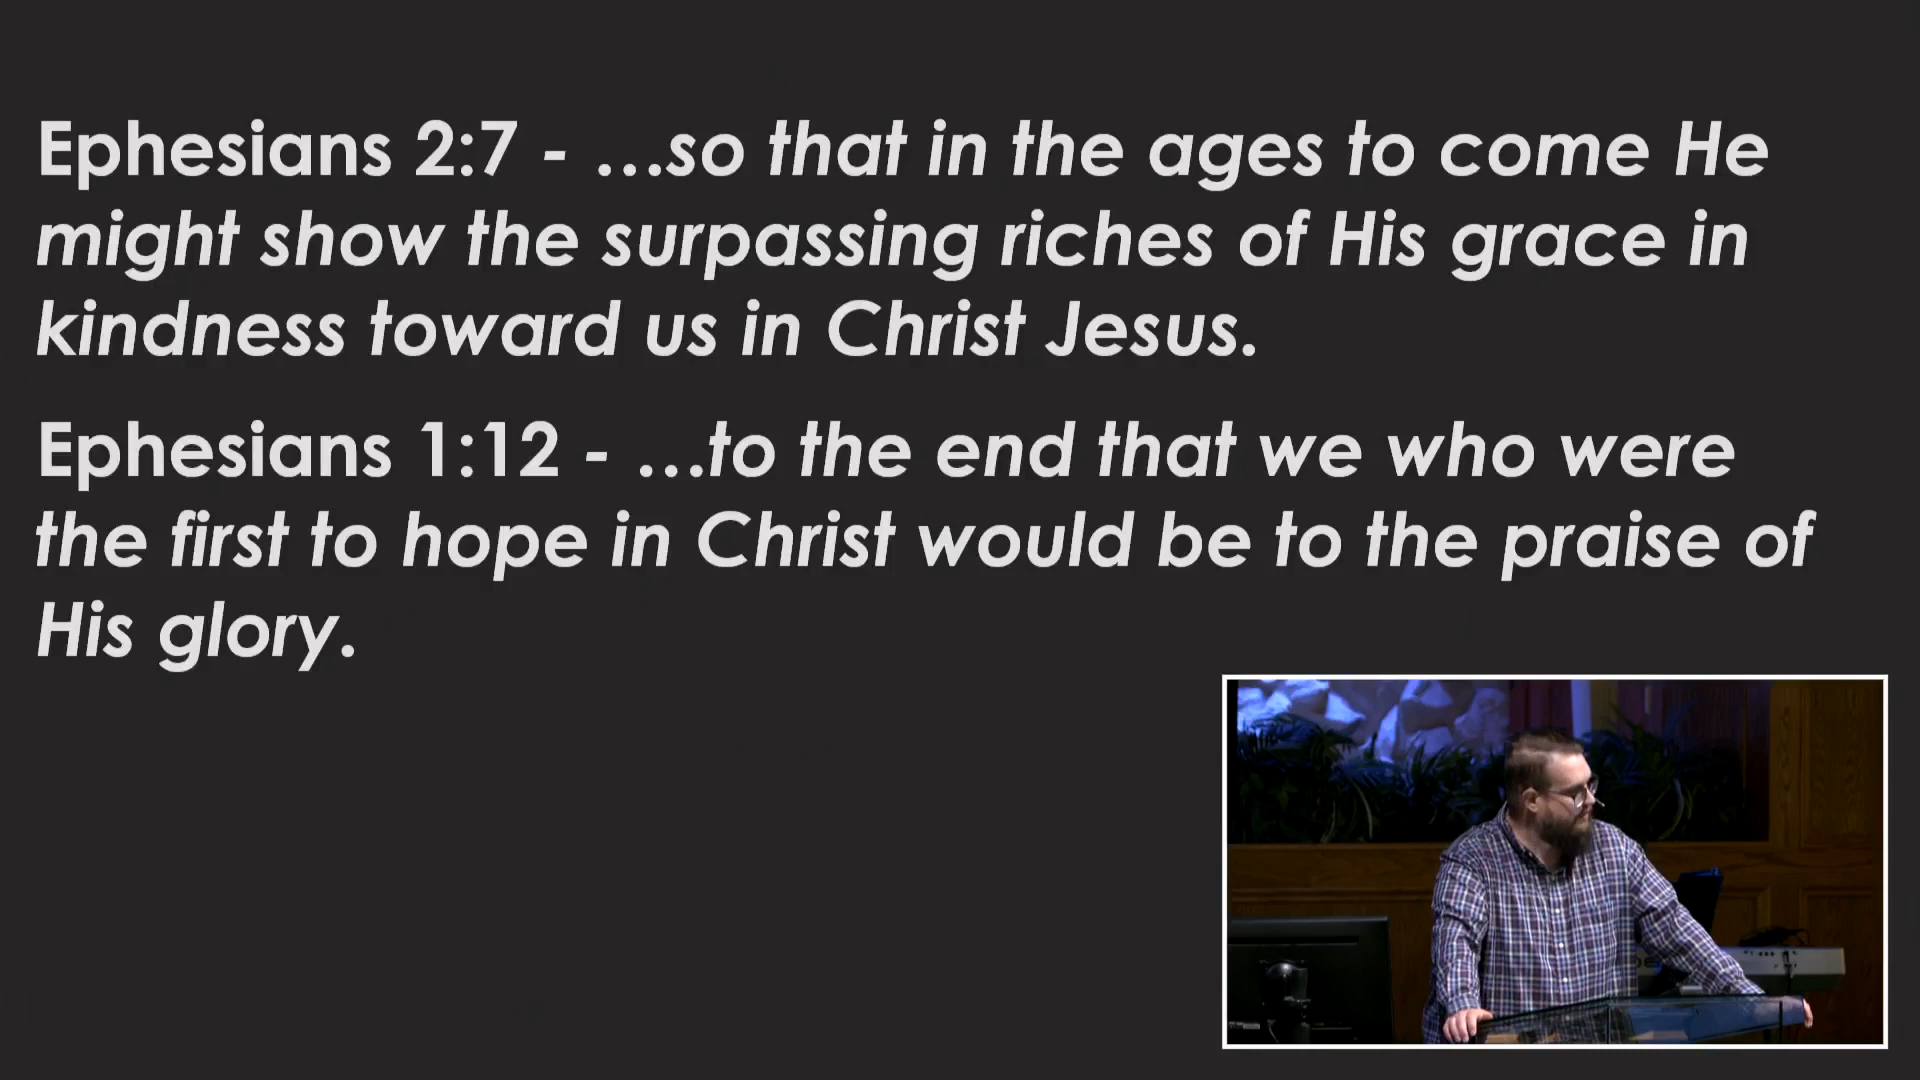 Ephesians 2:7 - …so that in the ages to come He
might show the surpassing riches of His grace in
kindness toward us in Christ Jesus.
Ephesians 1:12 - …to the end that we who were
the first to hope in Christ would be to the praise of
His glory.